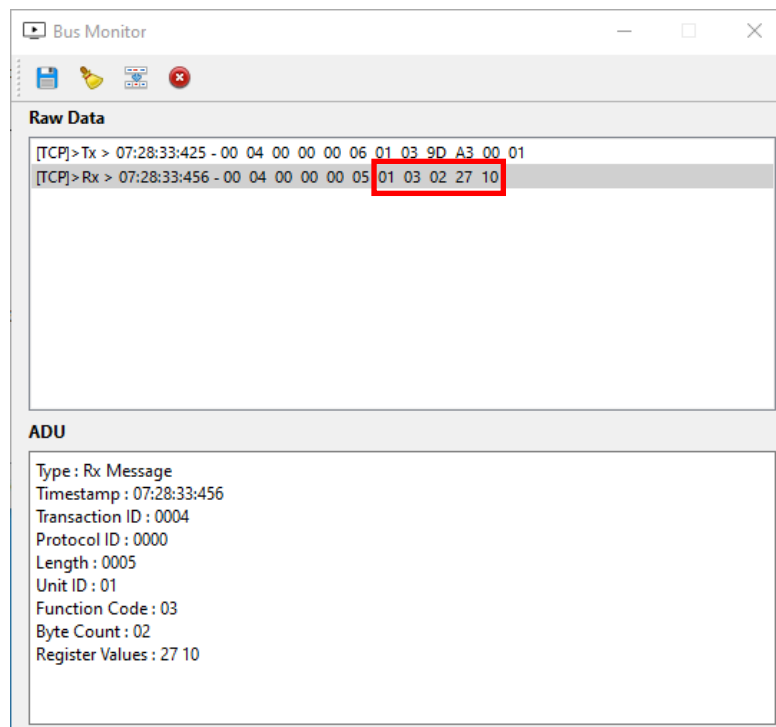 Bus Monitor
Raw Data
[TCP]>Tx > 07:28:33:425 - 00 04 00 00 00 06 01 03 9D A3 00 01
[TCP]>Rx > 07:28:33:456 - 00 04 00 00 00 05 01 03 02 27 10
ADU
Type : Rx Message
Timestamp : 07:28:33:456
Transaction ID : 0004
Protocol ID : 0000
Length : 0005
Unit ID : 01
Function Code : 03
Byte Count : 02
Register Values : 27 10